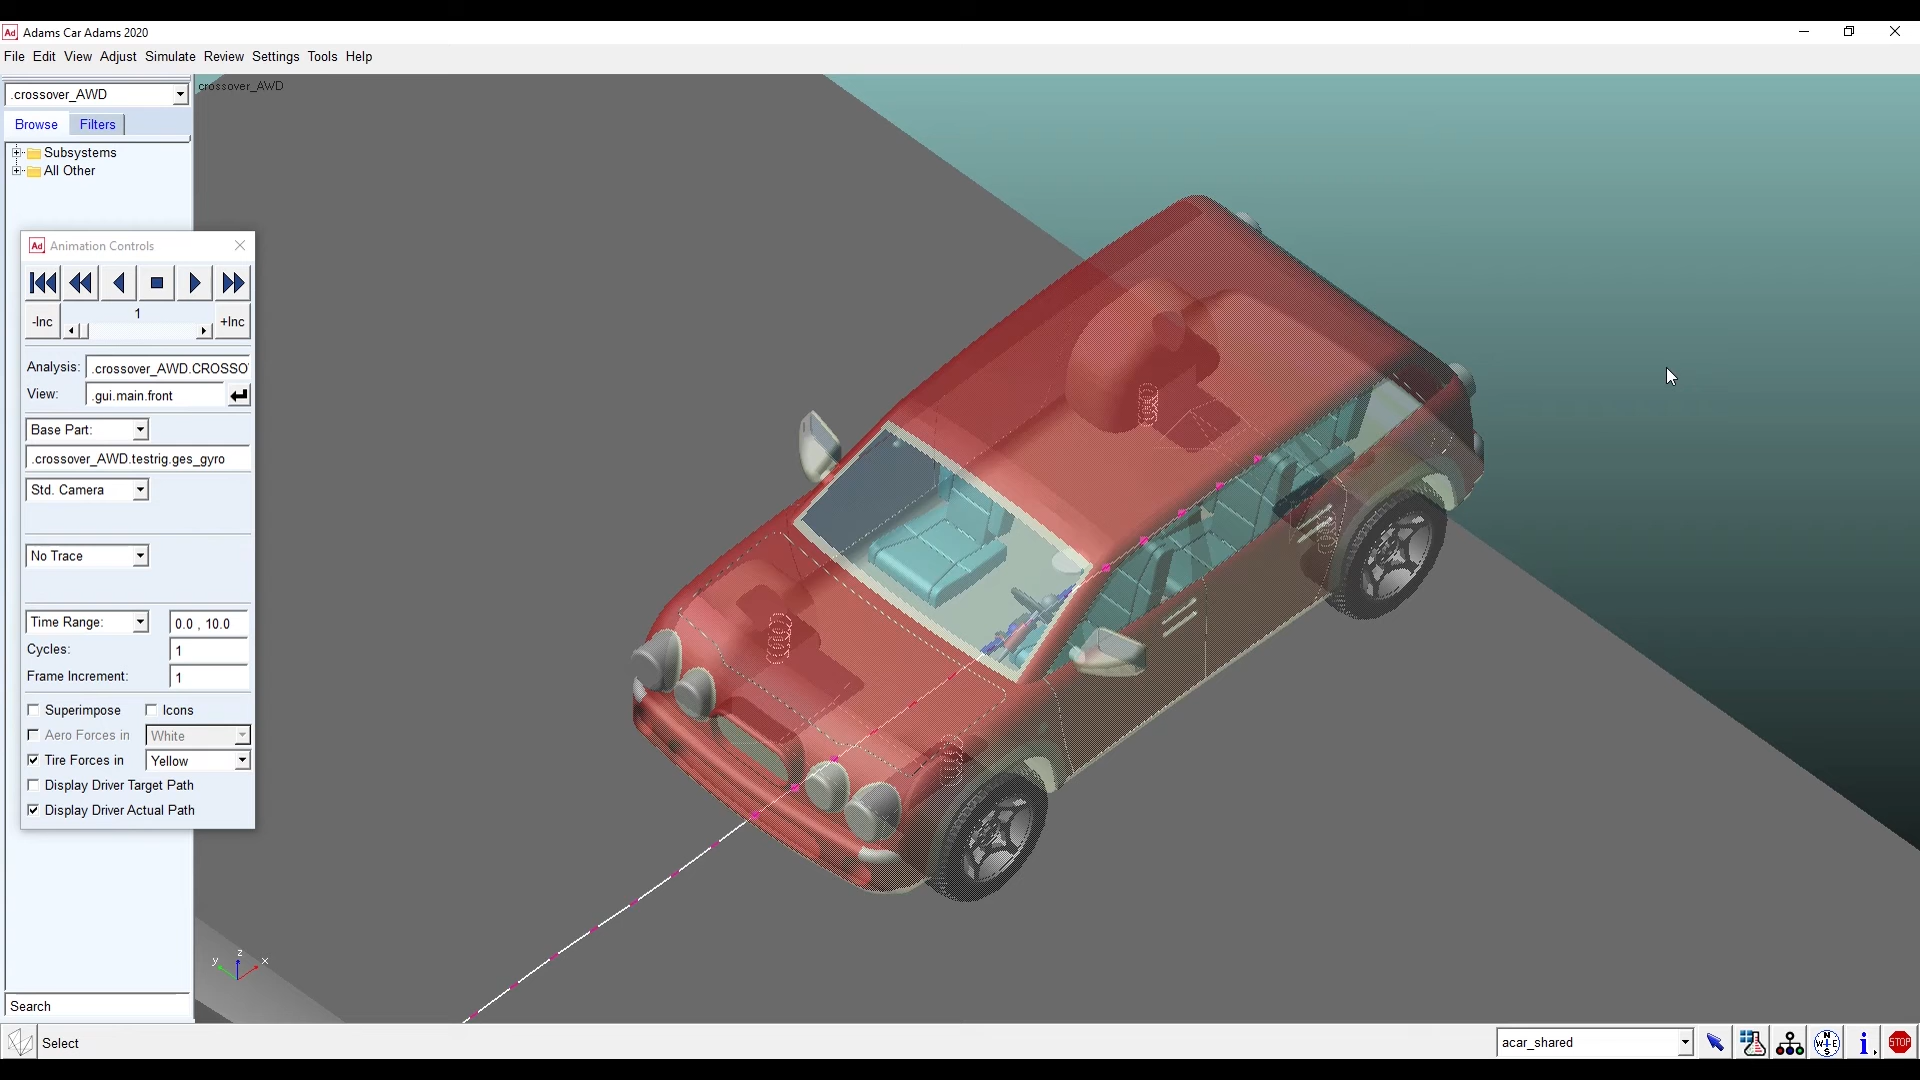 Ad Adams Car Adams 2020
File Edit View Adjust Simulate Review Settings Tools Help
.crossover_AWD
crossover_AWD
Browse Filters
Subsystems
All Other
Ad Animation Controls
-Inc 1 +Inc
Analysis: .crossover_AWD.CROSSO
View: .gui.main.front
Base Part:
.crossover_AWD.testrig.ges_gyro
Std. Camera
No Trace
Time Range: 0.0 , 10.0
Cycles: 1
Frame Increment: 1
Superimpose Icons
Aero Forces in White
Tire Forces in Yellow
Display Driver Target Path
Display Driver Actual Path
y z x
Search
Select
acar_shared
N
W E
S
i
STOP